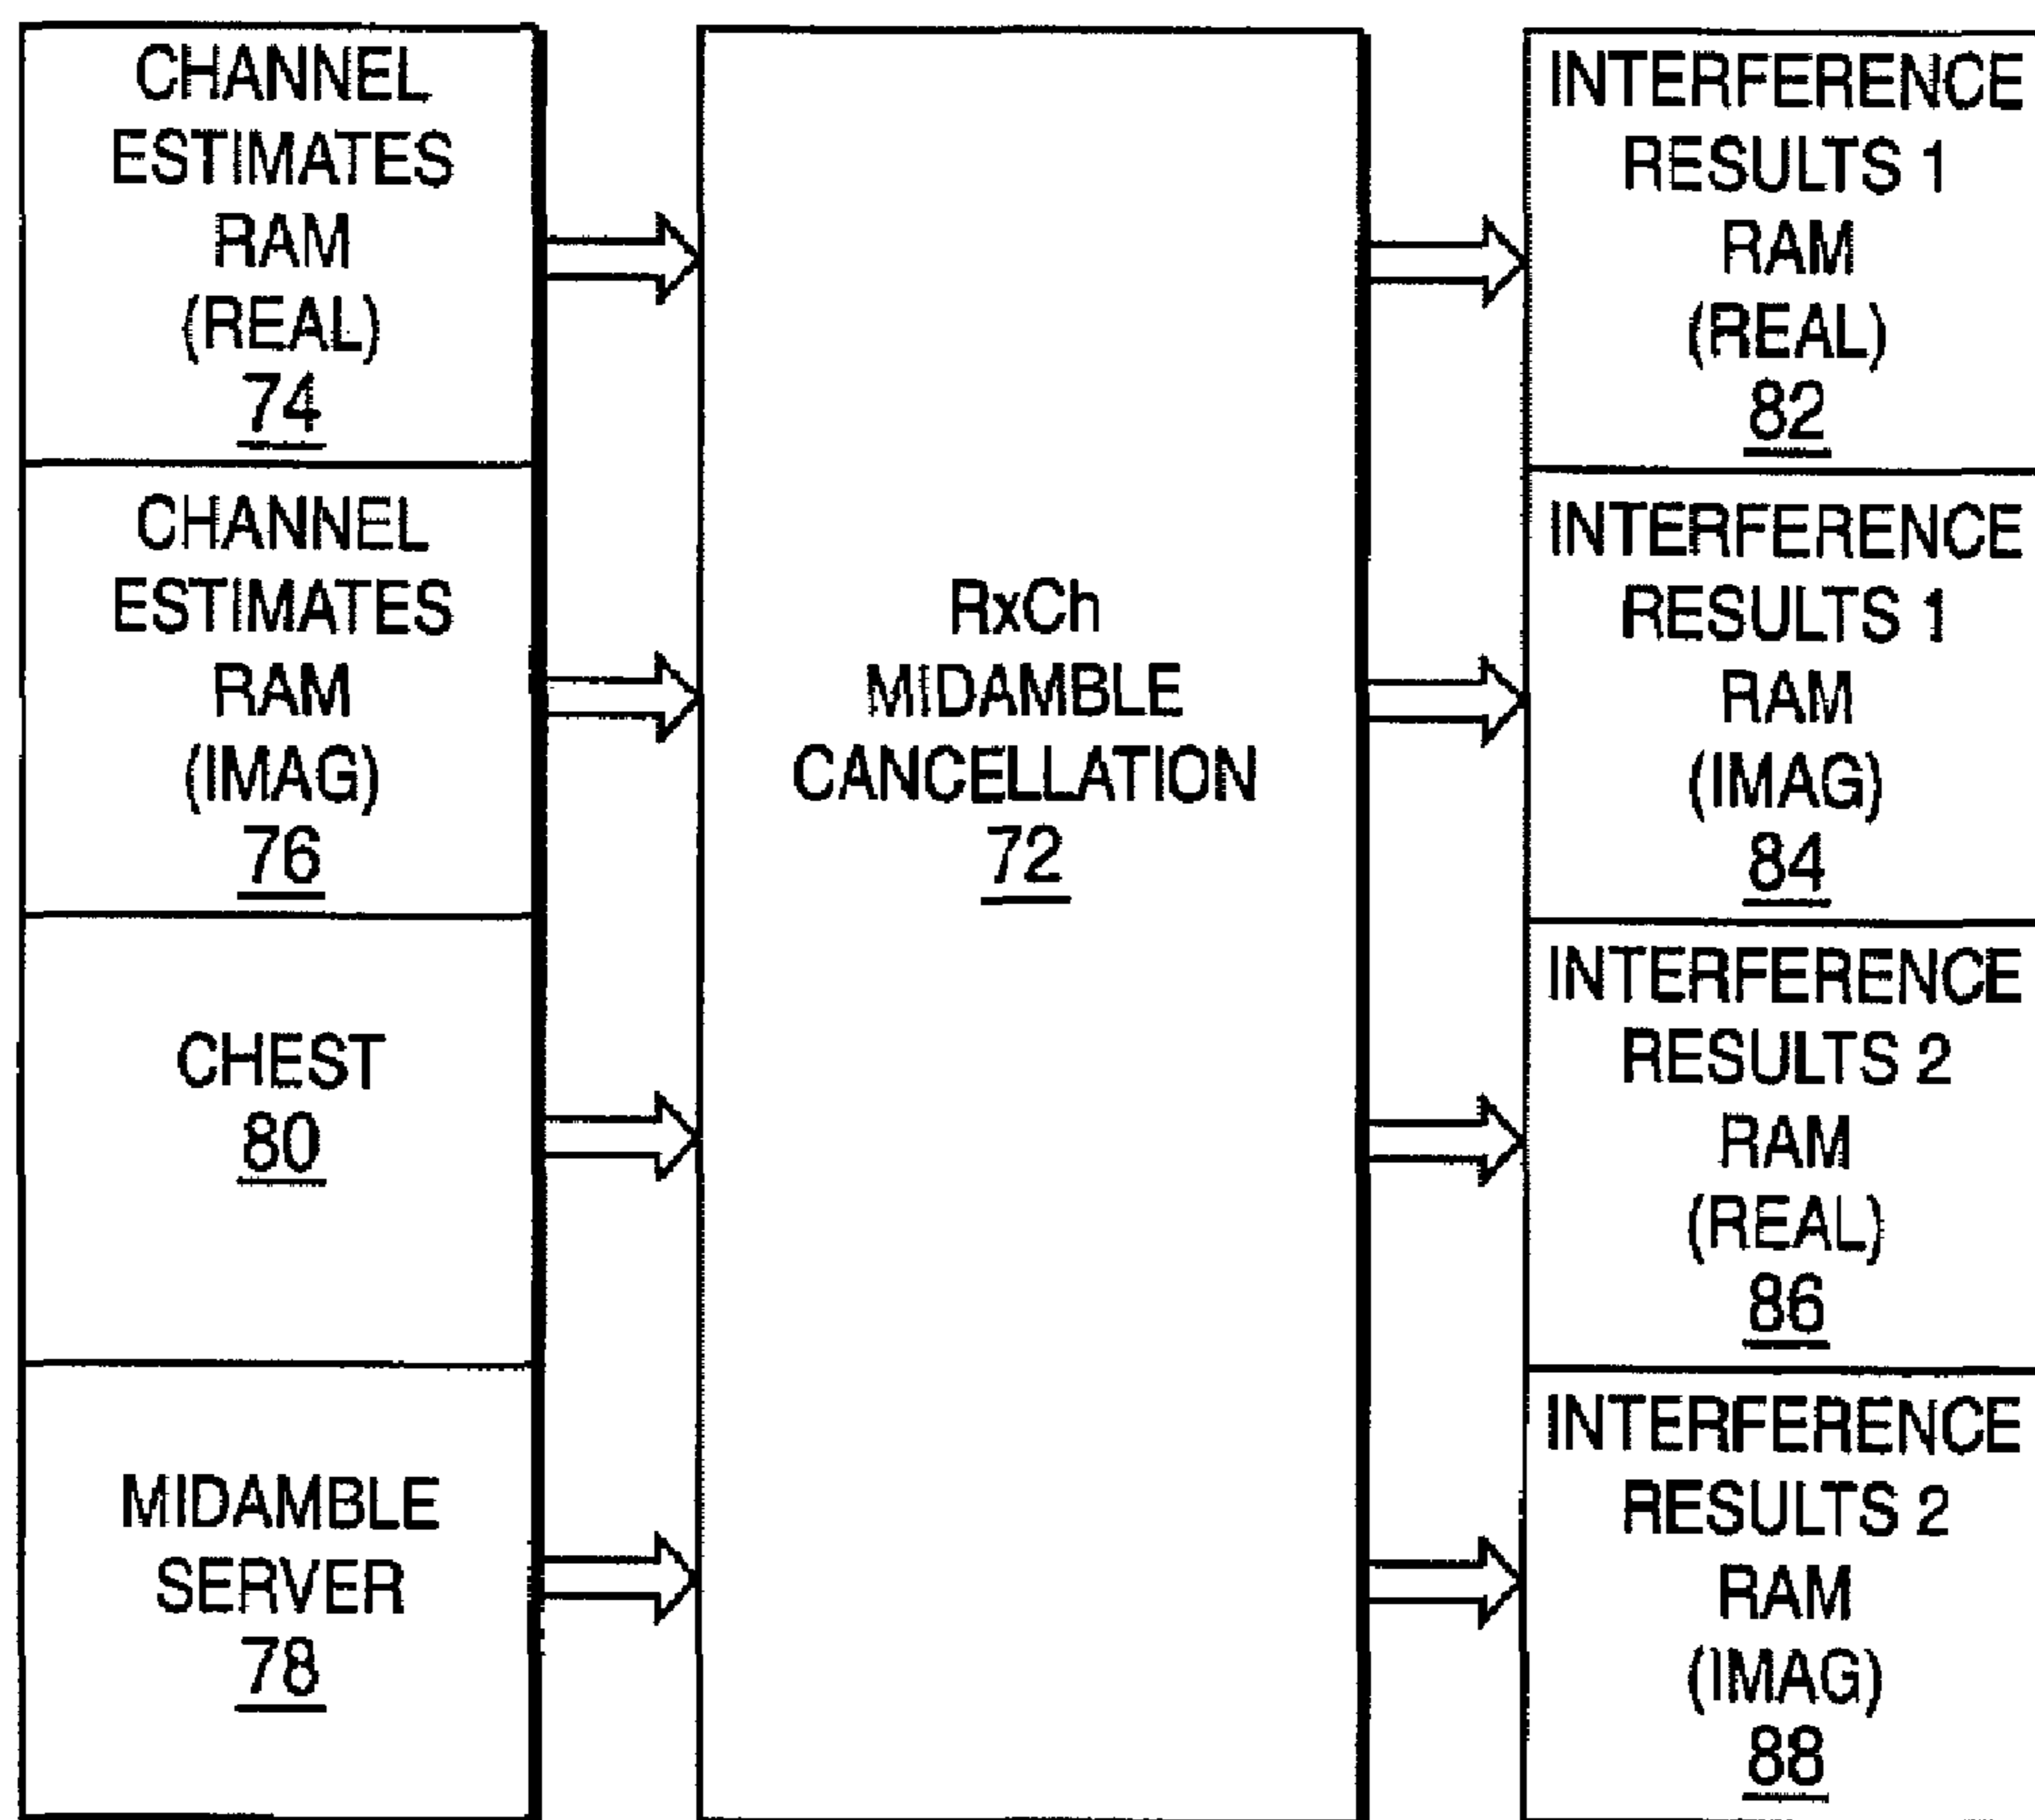 CHANNEL
ESTIMATES
RAM
(REAL)
74
CHANNEL
ESTIMATES
RAM
(IMAG)
76
CHEST
80
MIDAMBLE
SERVER
78
RxCh
MIDAMBLE
CANCELLATION
72
INTERFERENCE
RESULTS 1
RAM
(REAL)
82
INTERFERENCE
RESULTS 1
RAM
(IMAG)
84
INTERFERENCE
RESULTS 2
RAM
(REAL)
86
INTERFERENCE
RESULTS 2
RAM
(IMAG)
88